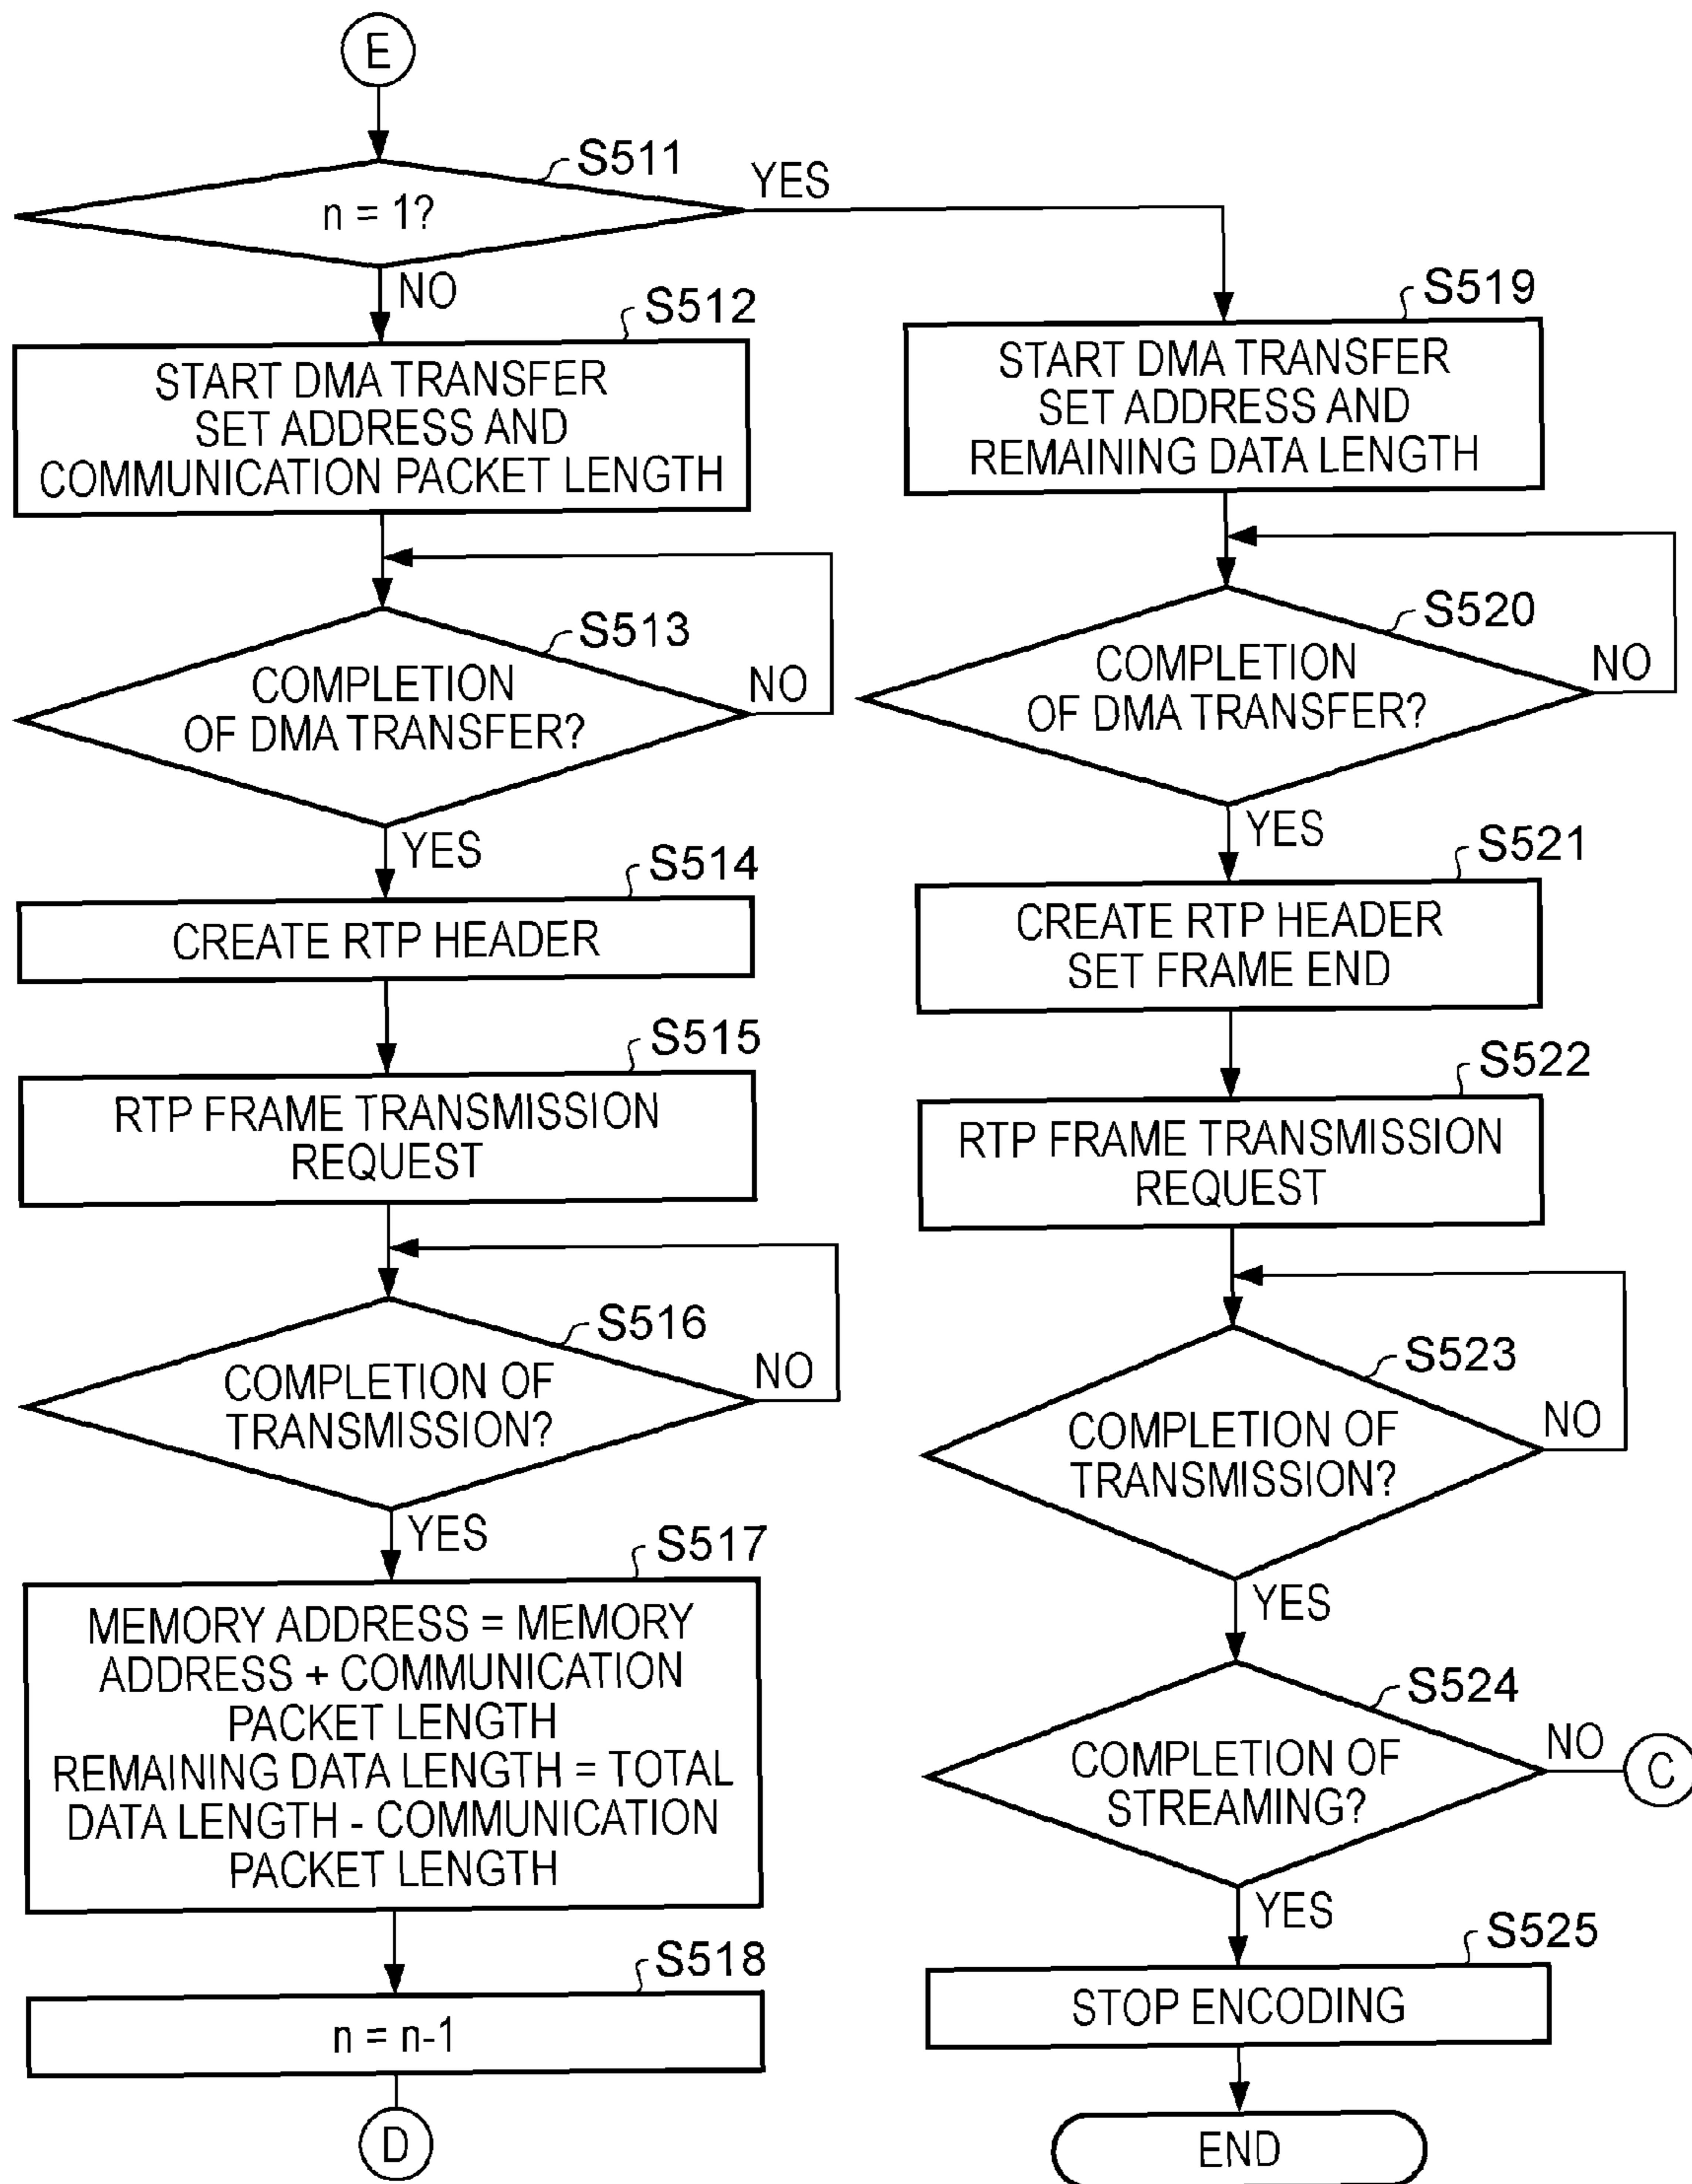 E
S511
n = 1?
YES
NO
S512
START DMA TRANSFER
SET ADDRESS AND
COMMUNICATION PACKET LENGTH
S513
COMPLETION
OF DMA TRANSFER?
NO
YES
S514
CREATE RTP HEADER
S515
RTP FRAME TRANSMISSION
REQUEST
S516
COMPLETION OF
TRANSMISSION?
NO
YES
S517
MEMORY ADDRESS = MEMORY
ADDRESS + COMMUNICATION
PACKET LENGTH
REMAINING DATA LENGTH = TOTAL
DATA LENGTH - COMMUNICATION
PACKET LENGTH
S518
n = n-1
D
S519
START DMA TRANSFER
SET ADDRESS AND
REMAINING DATA LENGTH
S520
COMPLETION
OF DMA TRANSFER?
NO
YES
S521
CREATE RTP HEADER
SET FRAME END
S522
RTP FRAME TRANSMISSION
REQUEST
S523
COMPLETION OF
TRANSMISSION?
NO
YES
S524
COMPLETION OF
STREAMING?
NO
C
YES
S525
STOP ENCODING
END